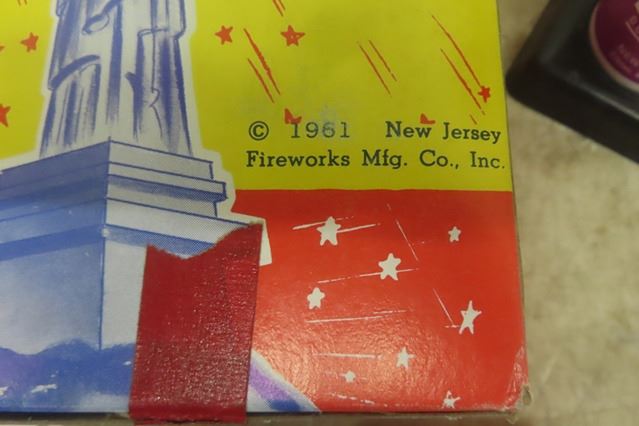 © 1961 New Jersey
Fireworks Mfg. Co., Inc.